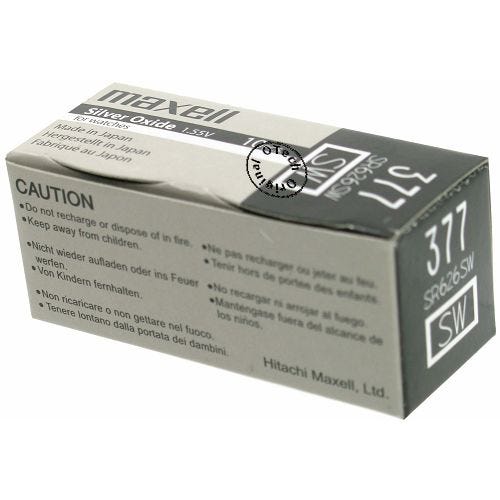 maxell
Silver Oxide 1.55V
for watches
Made in Japan
Hergestellt in Japan
Fabriqué au Japon
OTech Original
SW
377
SR626SW
CAUTION
•Do not recharge or dispose of in fire.
•Keep away from children.
•Nicht wieder aufladen oder ins Feuer
werfen.
•Von Kindern fernhalten.
•Non ricaricare o non gettare nel fuoco.
•Tenere lontano dalla portata dei bambini.
•Ne pas recharger ou jeter au feu.
•Tenir hors de portée des enfants.
•No recargar ni arrojar al fuego.
•Manténgase fuera del alcance de
los niños.
Hitachi Maxell, Ltd.
377
SR626SW
SW